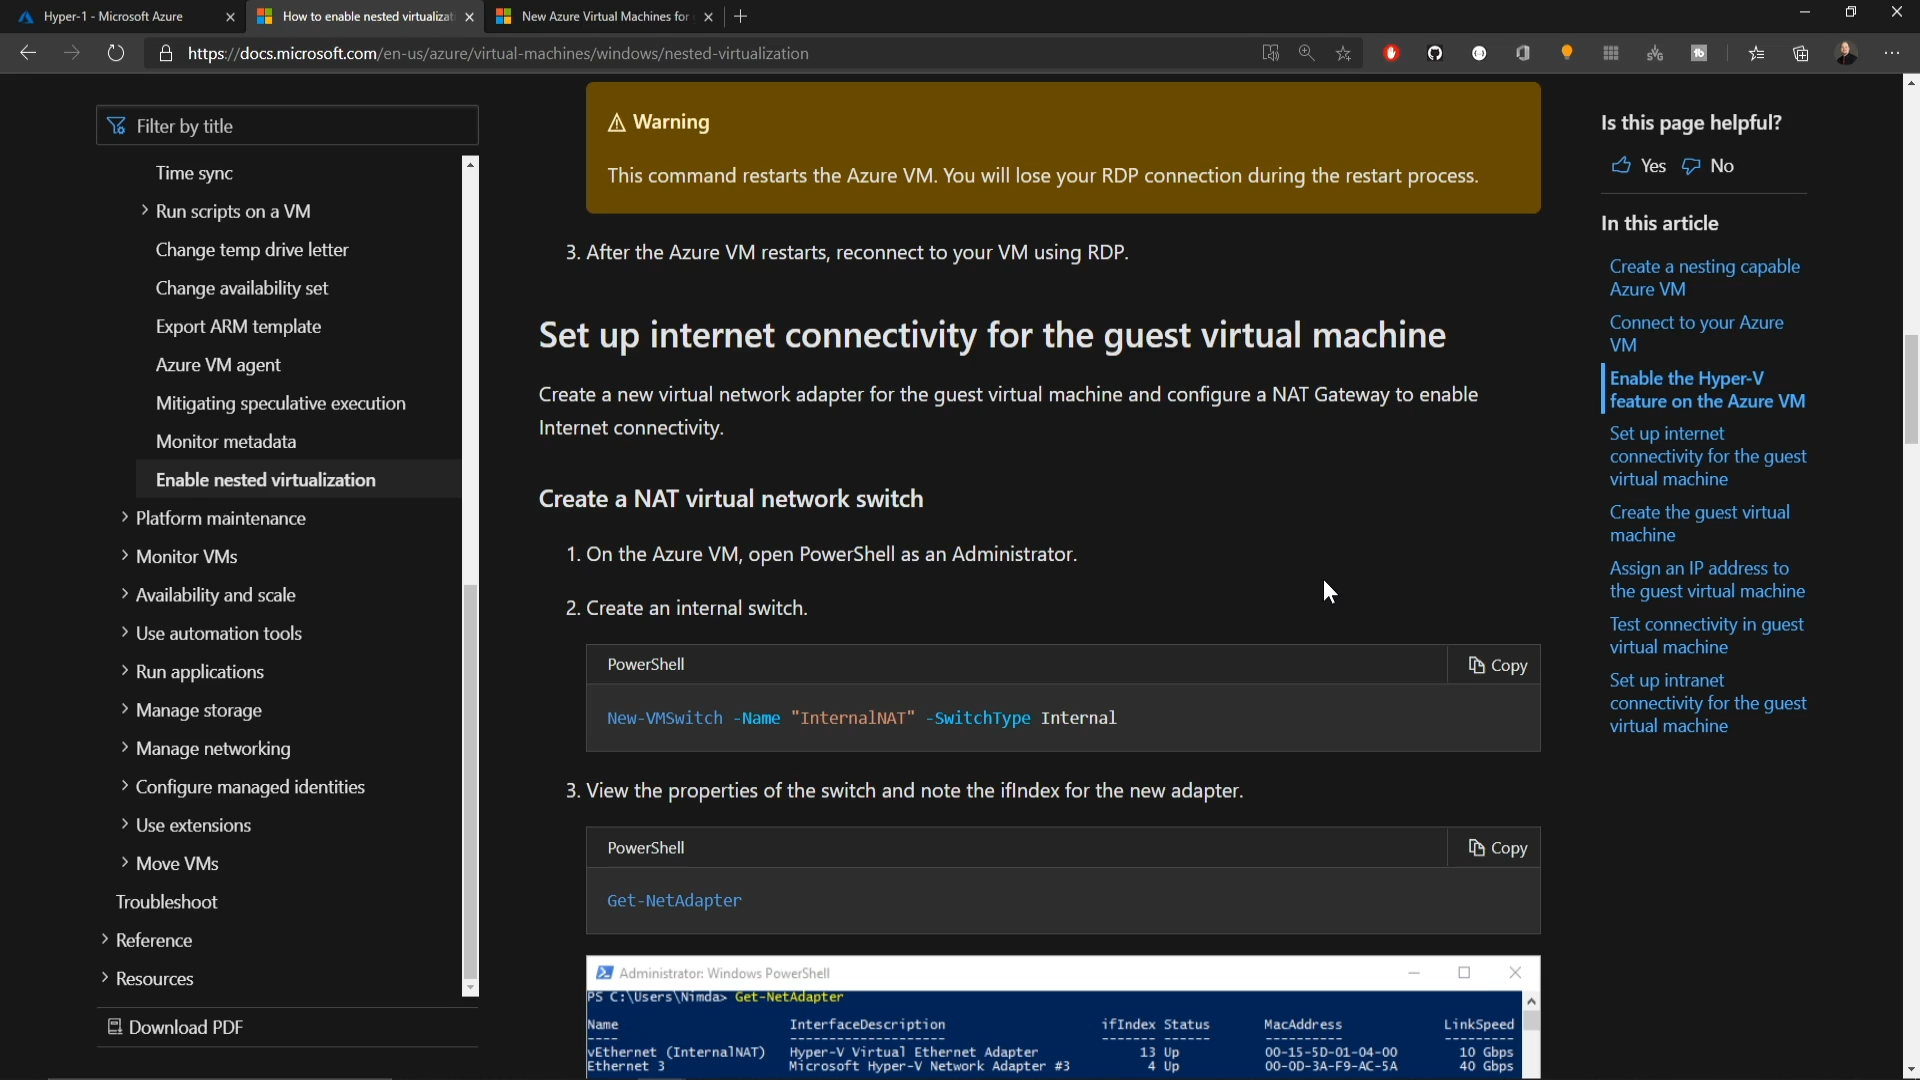 Hyper-1 - Microsoft Azure
How to enable nested virtualizat
New Azure Virtual Machines for
https://docs.microsoft.com/en-us/azure/virtual-machines/windows/nested-virtualization
Filter by title
Time sync
Run scripts on a VM
Change temp drive letter
Change availability set
Export ARM template
Azure VM agent
Mitigating speculative execution
Monitor metadata
Enable nested virtualization
Platform maintenance
Monitor VMs
Availability and scale
Use automation tools
Run applications
Manage storage
Manage networking
Configure managed identities
Use extensions
Move VMs
Troubleshoot
Reference
Resources
Download PDF
Warning
This command restarts the Azure VM. You will lose your RDP connection during the restart process.
3. After the Azure VM restarts, reconnect to your VM using RDP.
Set up internet connectivity for the guest virtual machine
Create a new virtual network adapter for the guest virtual machine and configure a NAT Gateway to enable
Internet connectivity.
Create a NAT virtual network switch
1. On the Azure VM, open PowerShell as an Administrator.
2. Create an internal switch.
PowerShell Copy
New-VMSwitch -Name "InternalNAT" -SwitchType Internal
3. View the properties of the switch and note the ifIndex for the new adapter.
PowerShell Copy
Get-NetAdapter
Administrator: Windows PowerShell
PS C:\Users\Nimda> Get-NetAdapter
Name InterfaceDescription ifIndex Status MacAddress LinkSpeed
---- -------------------- ------- ------ ---------- ---------
vEthernet (InternalNAT) Hyper-V Virtual Ethernet Adapter 13 Up 00-15-5D-01-04-00 10 Gbps
Ethernet 3 Microsoft Hyper-V Network Adapter #3 4 Up 00-0D-3A-F9-AC-5A 40 Gbps
Is this page helpful?
Yes No
In this article
Create a nesting capable
Azure VM
Connect to your Azure
VM
Enable the Hyper-V
feature on the Azure VM
Set up internet
connectivity for the guest
virtual machine
Create the guest virtual
machine
Assign an IP address to
the guest virtual machine
Test connectivity in guest
virtual machine
Set up intranet
connectivity for the guest
virtual machine